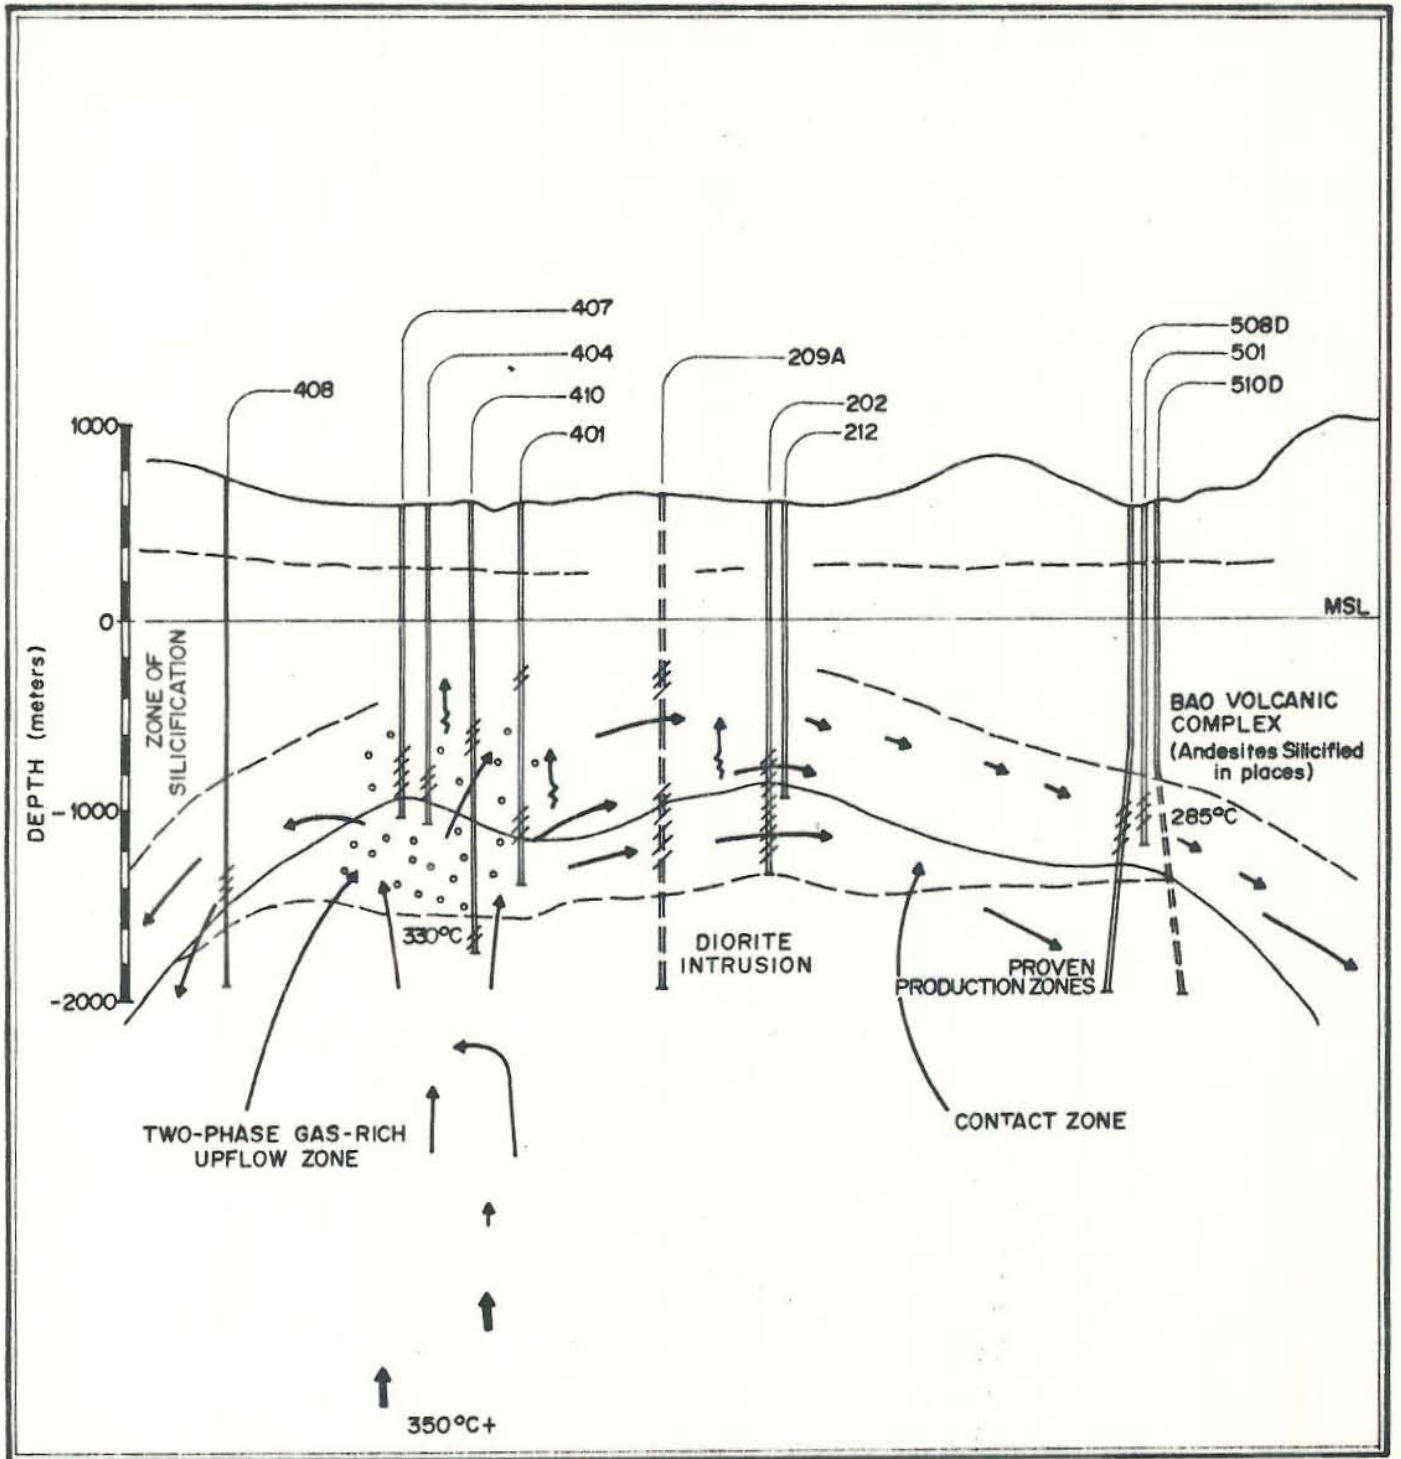 407
404
410
401
408
209A
202
212
508D
501
510D
1000
0
-1000
-2000
DEPTH (meters)
MSL
ZONE OF
SILICIFICATION
BAO VOLCANIC
COMPLEX
(Andesites Silicified
in places)
285°C
330°C
DIORITE
INTRUSION
PROVEN
PRODUCTION ZONES
TWO-PHASE GAS-RICH
UPFLOW ZONE
CONTACT ZONE
350°C+